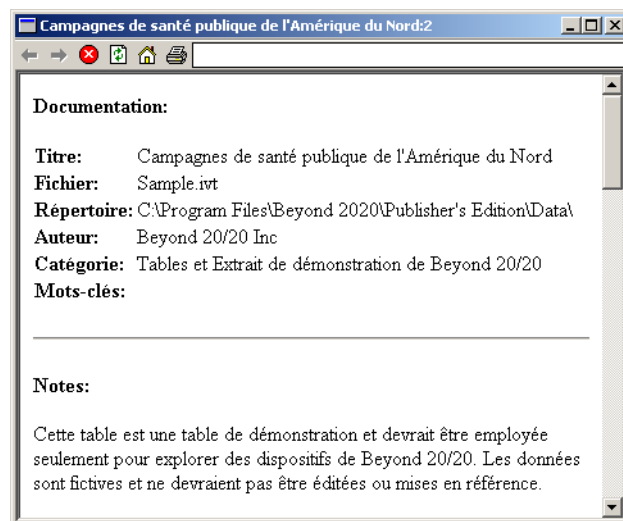 Campagnes de santé publique de l'Amérique du Nord:2
Documentation:
Titre: Campagnes de santé publique de l'Amérique du Nord
Fichier: Sample.ivt
Répertoire: C:\Program Files\Beyond 2020\Publisher's Edition\Data\
Auteur: Beyond 20/20 Inc
Catégorie: Tables et Extrait de démonstration de Beyond 20/20
Mots-clés:
Notes:
Cette table est une table de démonstration et devrait être employée
seulement pour explorer des dispositifs de Beyond 20/20. Les données
sont fictives et ne devraient pas être éditées ou mises en référence.